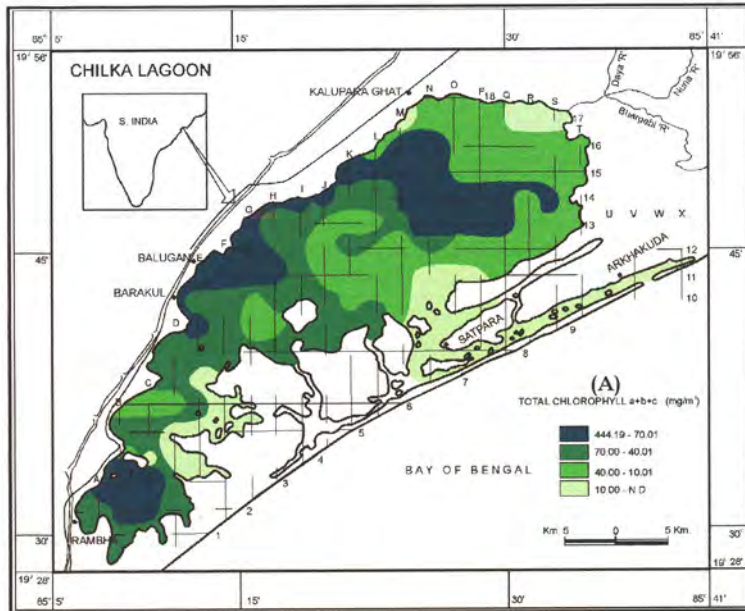 85° 5' 15' 30' 85° 41'
19° 56'
CHILKA LAGOON
KALUPARA GHAT
S. INDIA
Daya 'R'
Nuna 'R'
Bhargabi 'R'
N O P 18 Q R S
M 17
L T
K 16
J 15
I 14
H 13
G
F
U V W X
45' 45'
BALUGAN E
BARAKUL
D
ARKHAKUDA
12
11
10
SATPARA
9
8
7
6
5
4
3
2
1
C
B
A
RAMBHA
BAY OF BENGAL
(A)
TOTAL CHLOROPHYLL a+b+c (mg/m³)
444.19 - 70.01
70.00 - 40.01
40.00 - 10.01
10.00 - N D
Km 5 0 5 Km.
30' 30'
19° 28' 19° 28'
5' 15' 30' 85° 41'